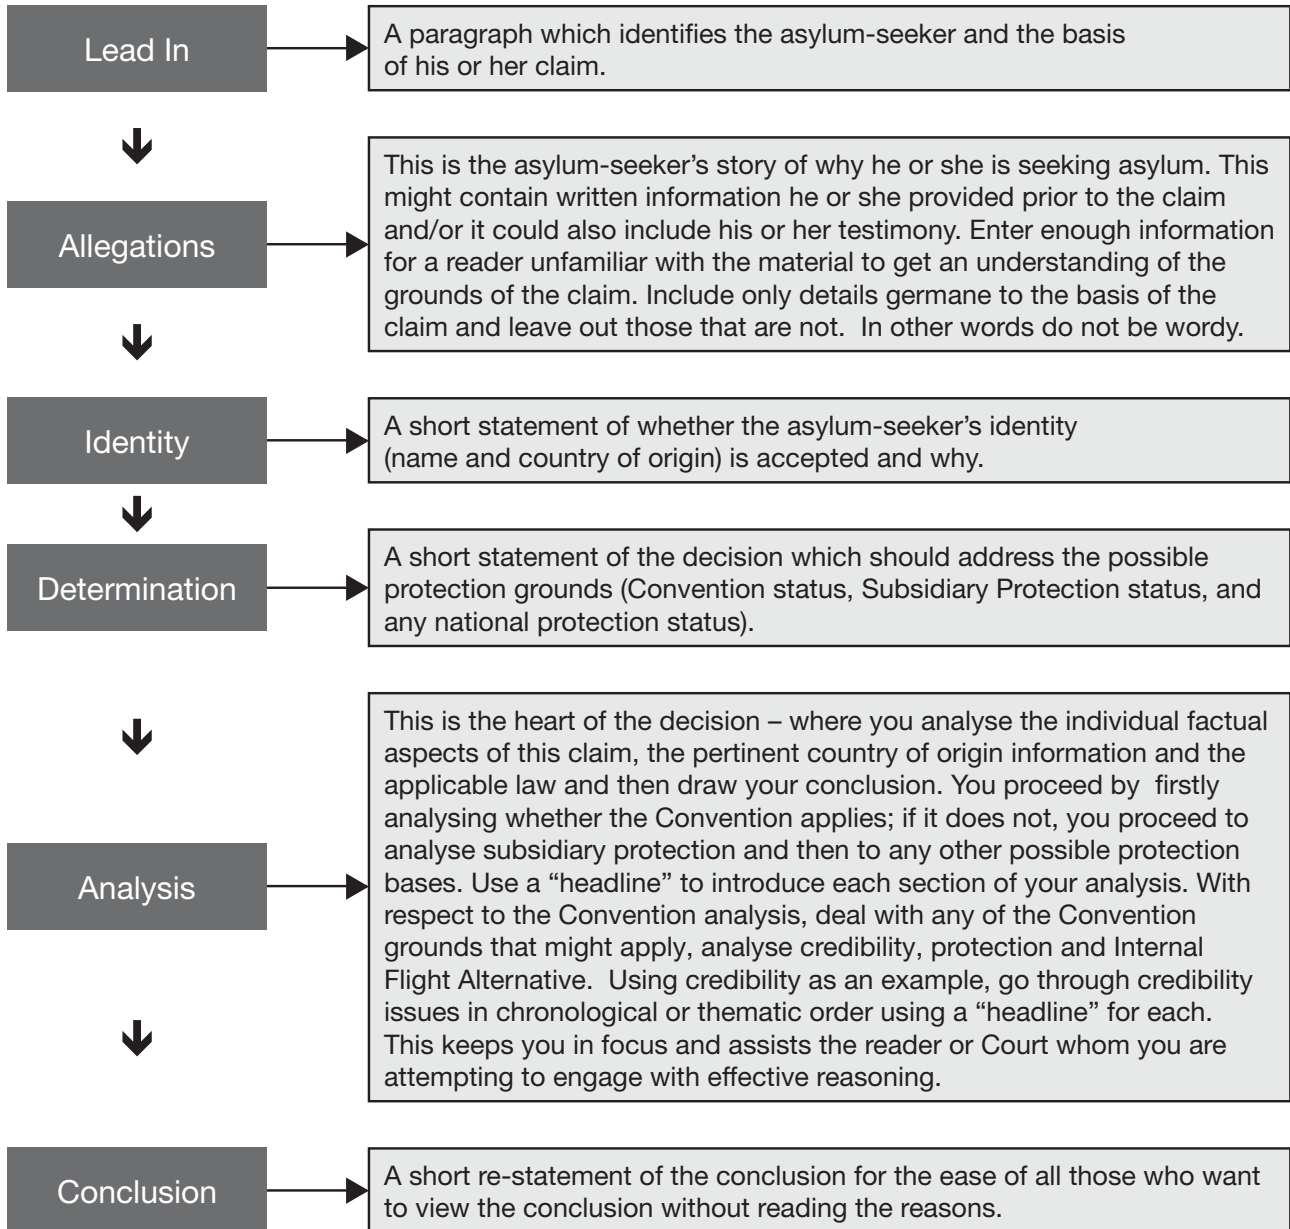 Lead In
A paragraph which identifies the asylum-seeker and the basis
of his or her claim.
Allegations
This is the asylum-seeker’s story of why he or she is seeking asylum. This
might contain written information he or she provided prior to the claim
and/or it could also include his or her testimony. Enter enough information
for a reader unfamiliar with the material to get an understanding of the
grounds of the claim. Include only details germane to the basis of the
claim and leave out those that are not.  In other words do not be wordy.
Identity
A short statement of whether the asylum-seeker’s identity
(name and country of origin) is accepted and why.
Determination
A short statement of the decision which should address the possible
protection grounds (Convention status, Subsidiary Protection status, and
any national protection status).
Analysis
This is the heart of the decision – where you analyse the individual factual
aspects of this claim, the pertinent country of origin information and the
applicable law and then draw your conclusion. You proceed by  firstly
analysing whether the Convention applies; if it does not, you proceed to
analyse subsidiary protection and then to any other possible protection
bases. Use a “headline” to introduce each section of your analysis. With
respect to the Convention analysis, deal with any of the Convention
grounds that might apply, analyse credibility, protection and Internal
Flight Alternative.  Using credibility as an example, go through credibility
issues in chronological or thematic order using a “headline” for each.
This keeps you in focus and assists the reader or Court whom you are
attempting to engage with effective reasoning.
Conclusion
A short re-statement of the conclusion for the ease of all those who want
to view the conclusion without reading the reasons.